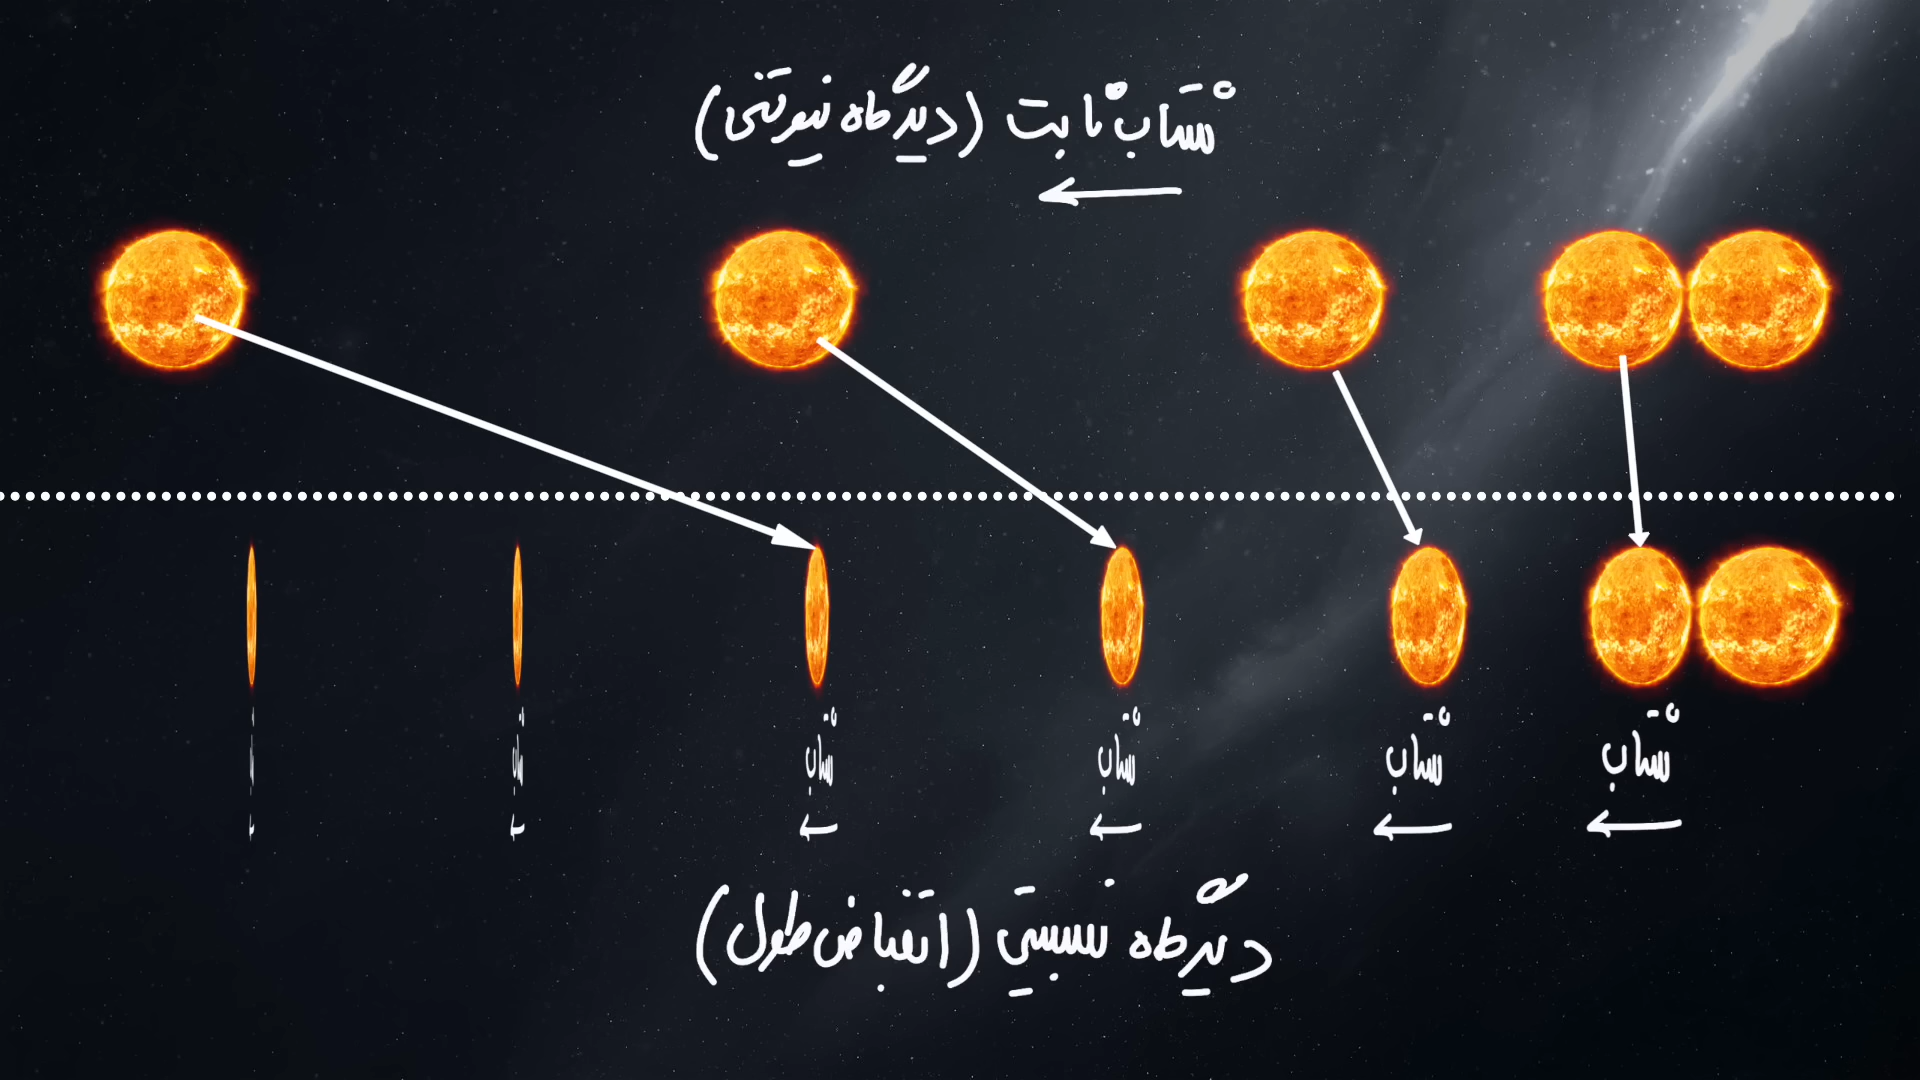 شتاب ثابت (دیدگاه نیوتنی)
شتاب
شتاب
شتاب
شتاب
دیدگاه نسبیتی (انقباض طول)